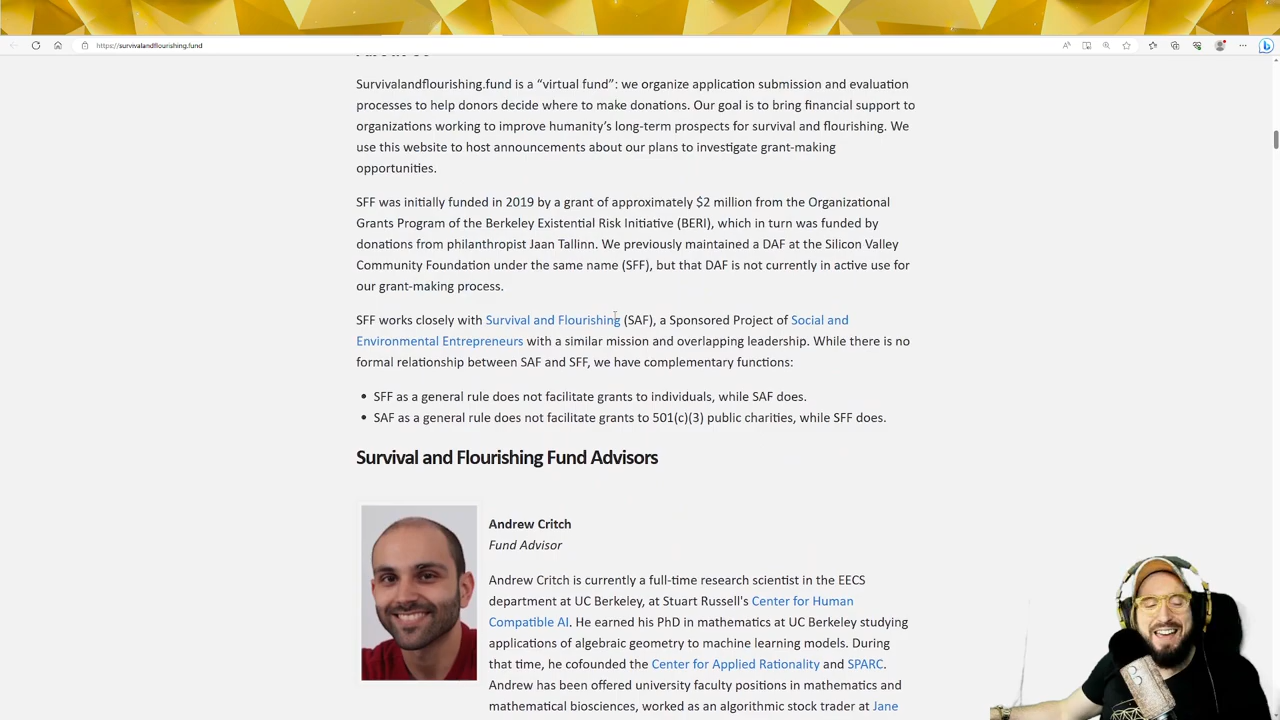 https://survivalandflourishing.fund
Survivalandflourishing.fund is a “virtual fund”: we organize application submission and evaluation
processes to help donors decide where to make donations. Our goal is to bring financial support to
organizations working to improve humanity’s long-term prospects for survival and flourishing. We
use this website to host announcements about our plans to investigate grant-making
opportunities.
SFF was initially funded in 2019 by a grant of approximately $2 million from the Organizational
Grants Program of the Berkeley Existential Risk Initiative (BERI), which in turn was funded by
donations from philanthropist Jaan Tallinn. We previously maintained a DAF at the Silicon Valley
Community Foundation under the same name (SFF), but that DAF is not currently in active use for
our grant-making process.
SFF works closely with Survival and Flourishing (SAF), a Sponsored Project of Social and
Environmental Entrepreneurs with a similar mission and overlapping leadership. While there is no
formal relationship between SAF and SFF, we have complementary functions:
• SFF as a general rule does not facilitate grants to individuals, while SAF does.
• SAF as a general rule does not facilitate grants to 501(c)(3) public charities, while SFF does.
Survival and Flourishing Fund Advisors
Andrew Critch
Fund Advisor
Andrew Critch is currently a full-time research scientist in the EECS
department at UC Berkeley, at Stuart Russell's Center for Human
Compatible AI. He earned his PhD in mathematics at UC Berkeley studying
applications of algebraic geometry to machine learning models. During
that time, he cofounded the Center for Applied Rationality and SPARC.
Andrew has been offered university faculty positions in mathematics and
mathematical biosciences, worked as an algorithmic stock trader at Jane